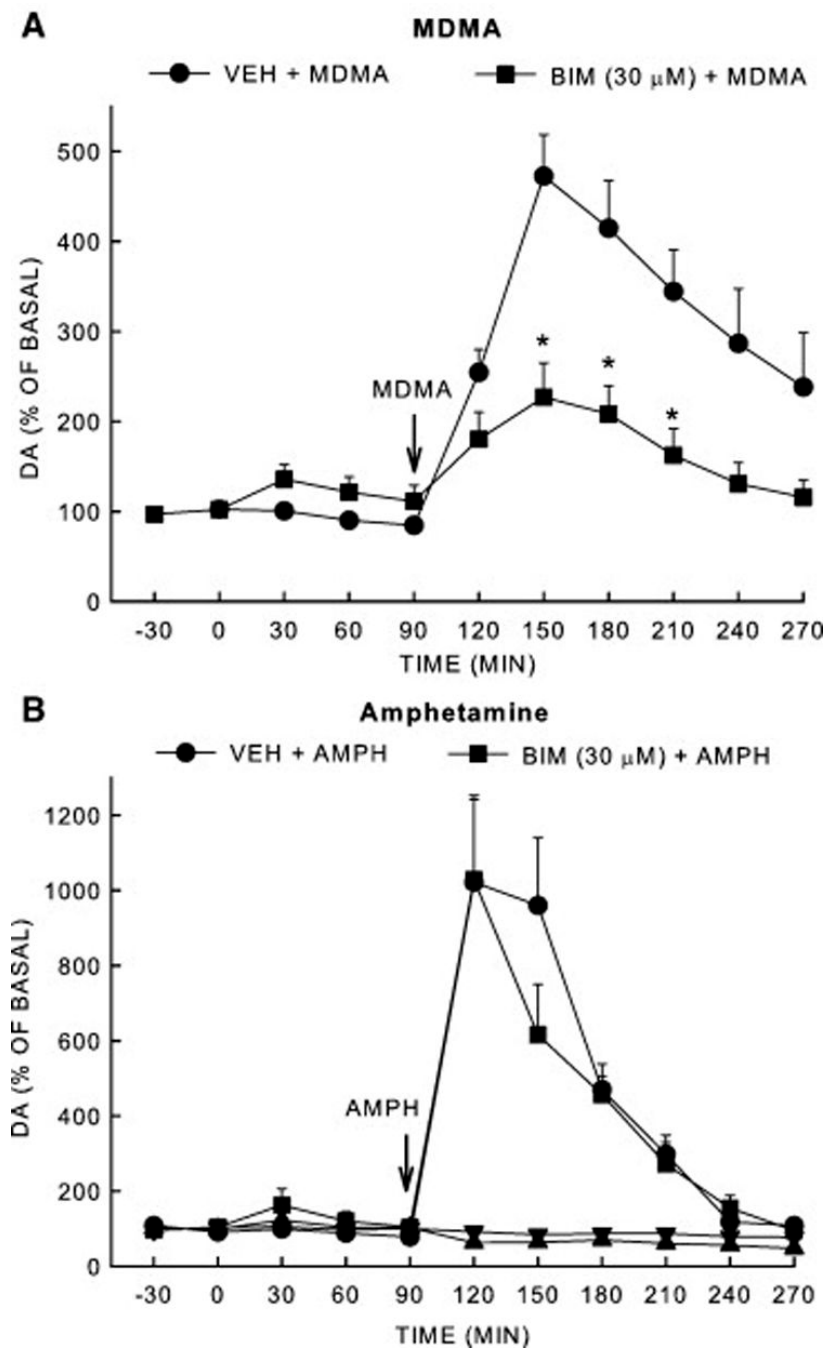 A
MDMA
VEH + MDMA BIM (30 μM) + MDMA
500
400
300
200
100
0
DA (% OF BASAL)
MDMA
*
*
*
-30 0 30 60 90 120 150 180 210 240 270
TIME (MIN)
B
Amphetamine
VEH + AMPH BIM (30 μM) + AMPH
1200
1000
800
600
400
200
0
DA (% OF BASAL)
AMPH
-30 0 30 60 90 120 150 180 210 240 270
TIME (MIN)